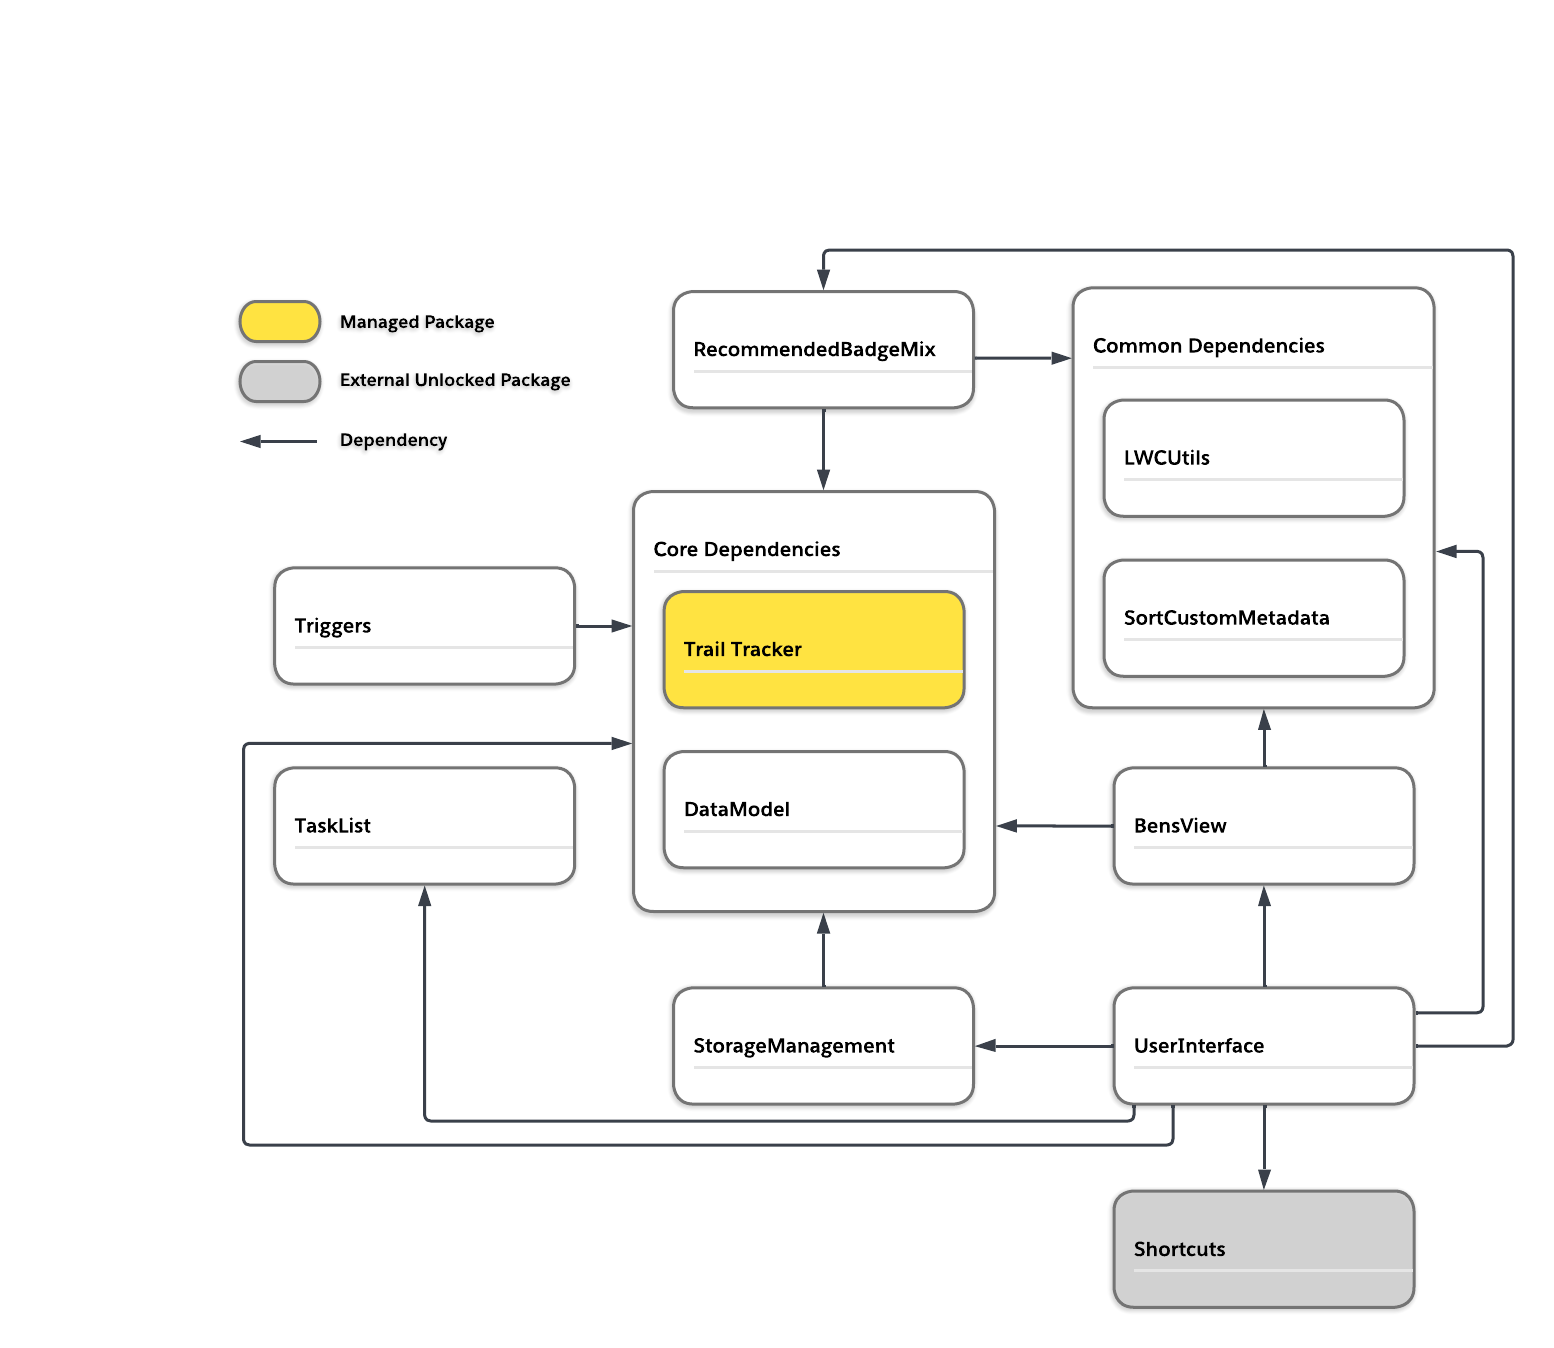 Managed Package
External Unlocked Package
Dependency
RecommendedBadgeMix
Common Dependencies
LWCUtils
SortCustomMetadata
Core Dependencies
Trail Tracker
DataModel
Triggers
TaskList
BensView
StorageManagement
UserInterface
Shortcuts